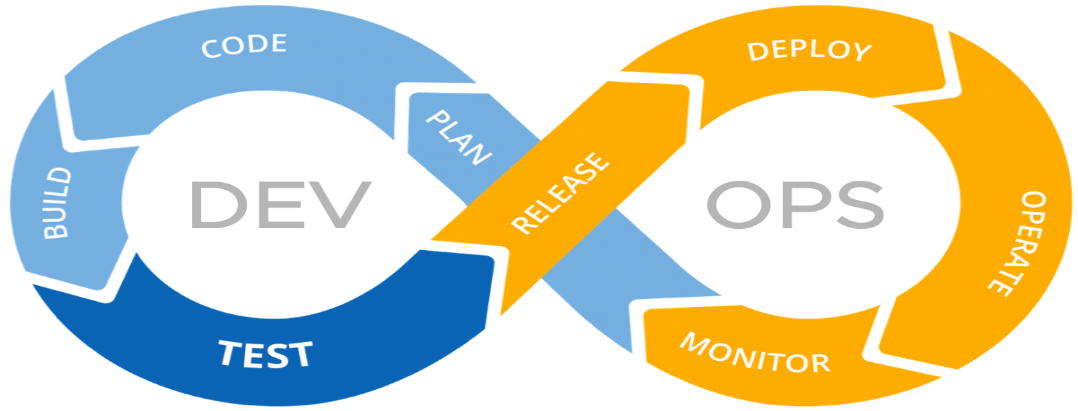 CODE
DEPLOY
PLAN
RELEASE
BUILD
DEV
OPS
OPERATE
TEST
MONITOR